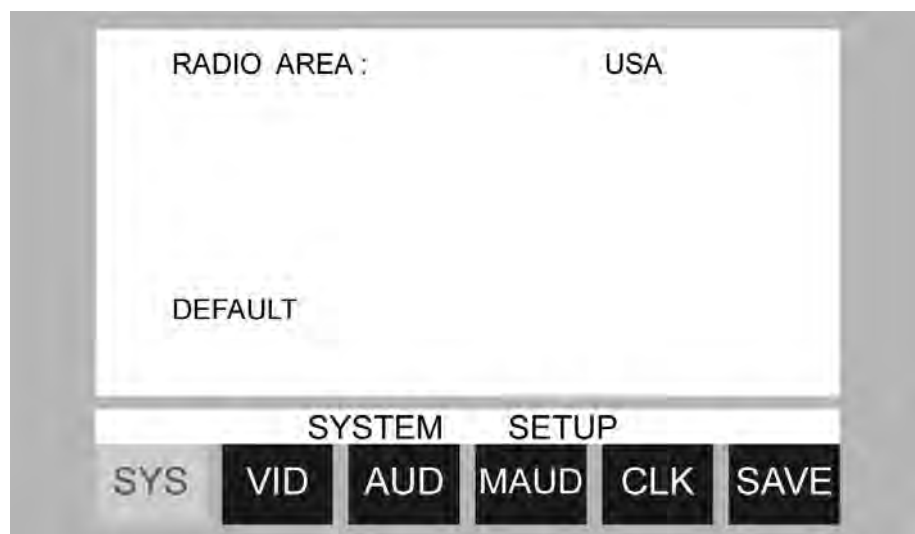 RADIO AREA : USA
DEFAULT
SYSTEM SETUP
SYS VID AUD MAUD CLK SAVE